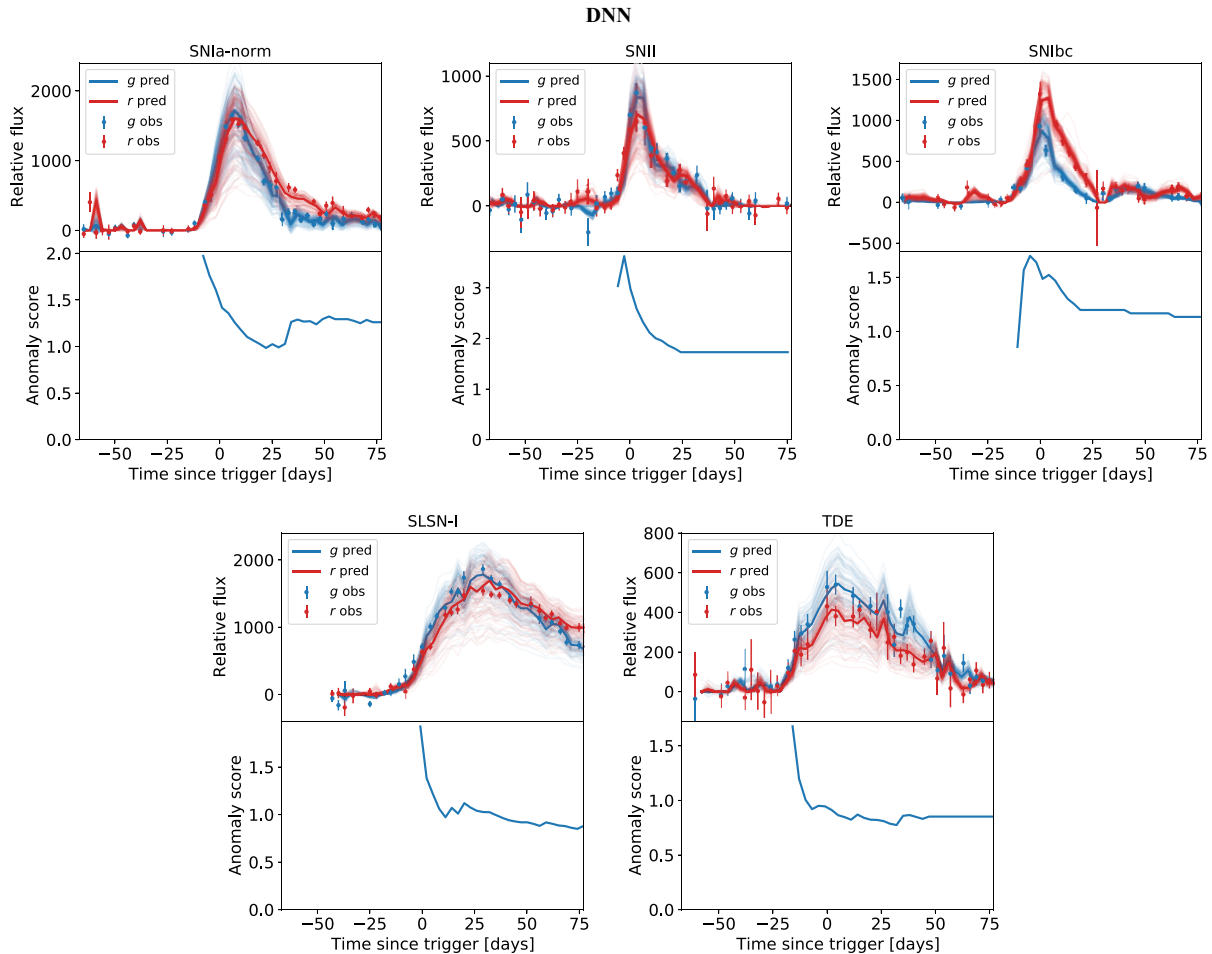 DNN
SNIa-norm
SNII
SNIbc
g pred
r pred
g obs
r obs
g pred
r pred
g obs
r obs
g pred
r pred
g obs
r obs
Relative flux
2000
1000
0
Relative flux
1000
500
0
Relative flux
1500
1000
500
0
−500
Anomaly score
2.0
1.5
1.0
0.5
0.0
Anomaly score
3
2
1
0
Anomaly score
1.5
1.0
0.5
0.0
−50 −25 0 25 50 75
−50 −25 0 25 50 75
−50 −25 0 25 50 75
Time since trigger [days]
Time since trigger [days]
Time since trigger [days]
SLSN-I
TDE
g pred
r pred
g obs
r obs
g pred
r pred
g obs
r obs
Relative flux
2000
1000
0
Relative flux
800
600
400
200
0
Anomaly score
1.5
1.0
0.5
0.0
Anomaly score
1.5
1.0
0.5
0.0
−50 −25 0 25 50 75
−50 −25 0 25 50 75
Time since trigger [days]
Time since trigger [days]